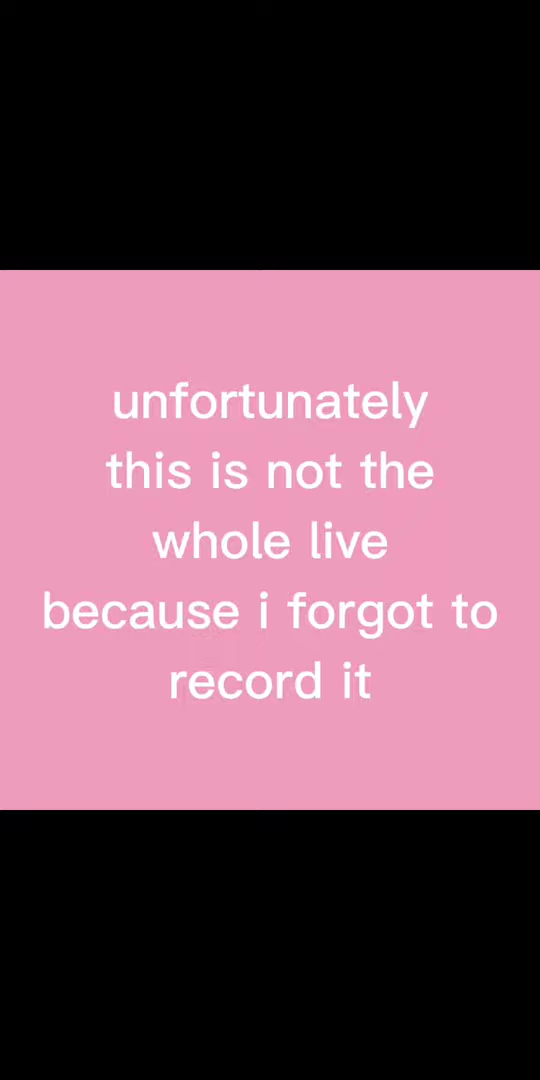 unfortunately
this is not the
whole live
because i forgot to
record it